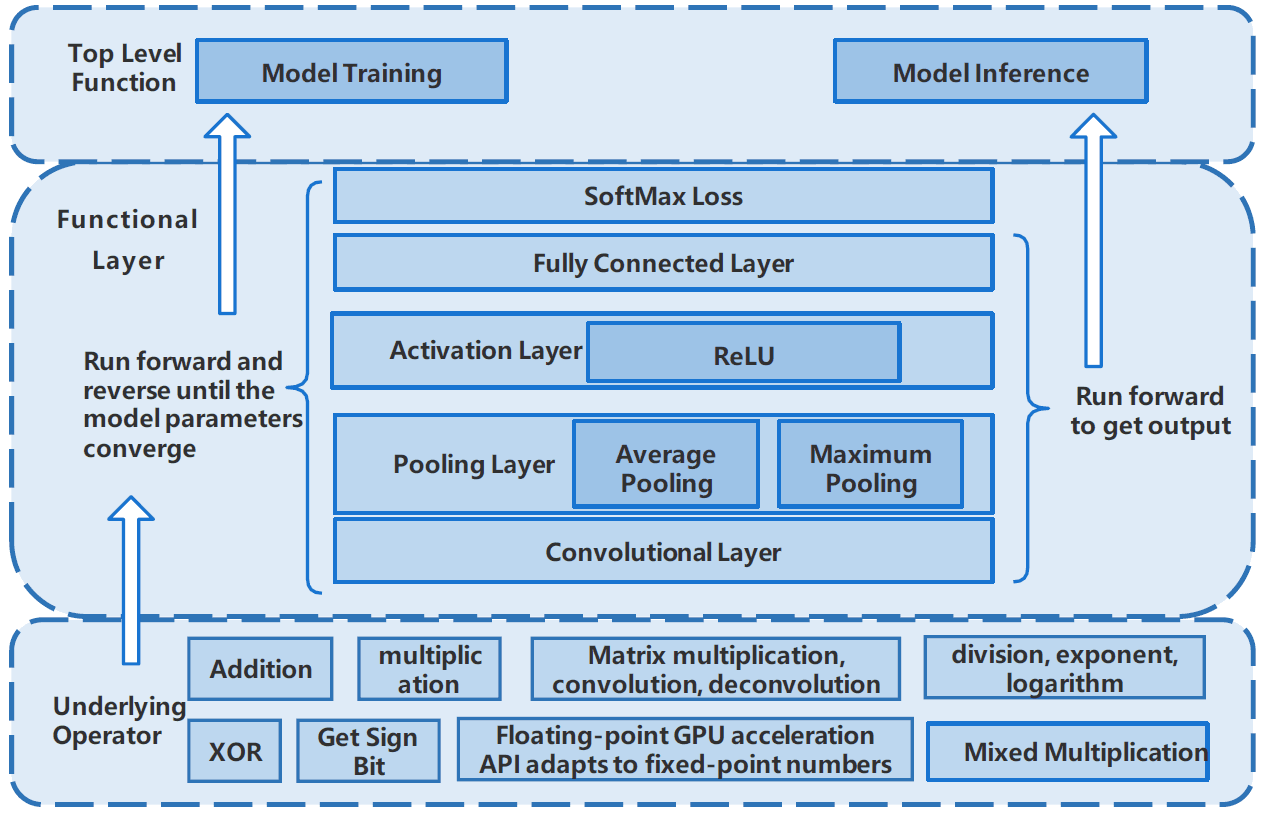 Top Level
Function
Model Training
Model Inference
Functional
Layer
SoftMax Loss
Fully Connected Layer
Activation Layer
ReLU
Run forward and
reverse until the
model parameters
converge
Run forward
to get output
Pooling Layer
Average
Pooling
Maximum
Pooling
Convolutional Layer
Underlying
Operator
Addition
multiplic
ation
Matrix multiplication,
convolution, deconvolution
division, exponent,
logarithm
XOR
Get Sign
Bit
Floating-point GPU acceleration
API adapts to fixed-point numbers
Mixed Multiplication